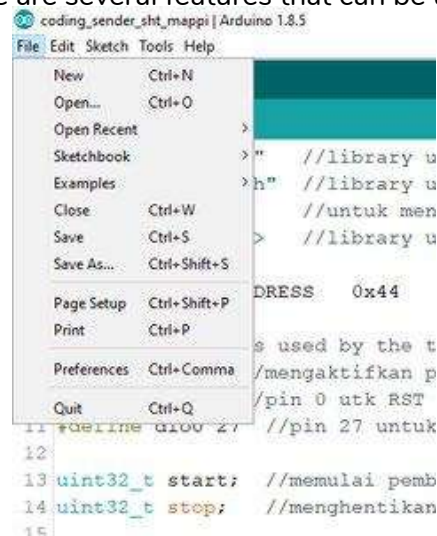 e are several features that can be
coding_sender_sht_mappi | Arduino 1.8.5
File Edit Sketch Tools Help
New Ctrl+N
Open... Ctrl+O
Open Recent >
Sketchbook > " //library u
Examples > h" //library u
Close Ctrl+W //untuk men
Save Ctrl+S > //library u
Save As... Ctrl+Shift+S
Page Setup Ctrl+Shift+P DRESS 0x44
Print Ctrl+P
s used by the t
Preferences Ctrl+Comma /mengaktifkan p
Quit Ctrl+Q /pin 0 utk RST
11 #define dio0 27 //pin 27 untuk
12
13 uint32_t start; //memulai pemb
14 uint32_t stop; //menghentikan
15